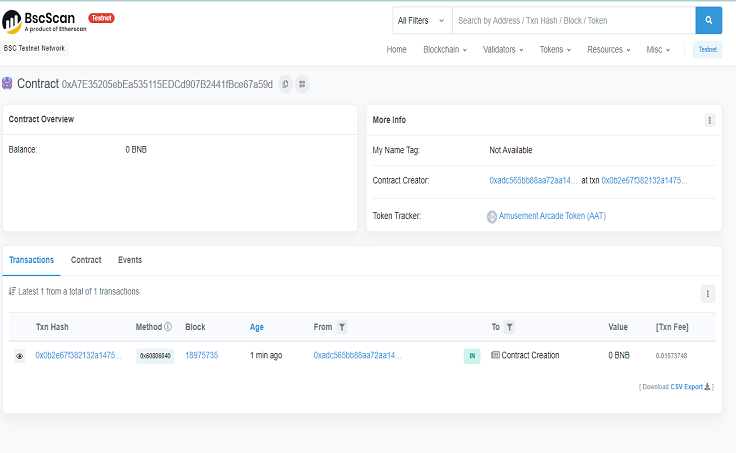 BscScan Testnet
A product of Etherscan
BSC Testnet Network
All Filters Search by Address / Txn Hash / Block / Token
Home Blockchain Validators Tokens Resources Misc Testnet
Contract 0xA7E35205ebEa535115EDCd907B2441fBce67a59d
Contract Overview
Balance: 0 BNB
More Info
My Name Tag: Not Available
Contract Creator: 0xadc565bb88aa72aa14... at txn 0x0b2e67f382132a1475...
Token Tracker: Amusement Arcade Token (AAT)
Transactions Contract Events
Latest 1 from a total of 1 transactions
Txn Hash Method Block Age From To Value [Txn Fee]
0x0b2e67f382132a1475... 0x60806040 18975735 1 min ago 0xadc565bb88aa72aa14... IN Contract Creation 0 BNB 0.01573748
[ Download CSV Export ]